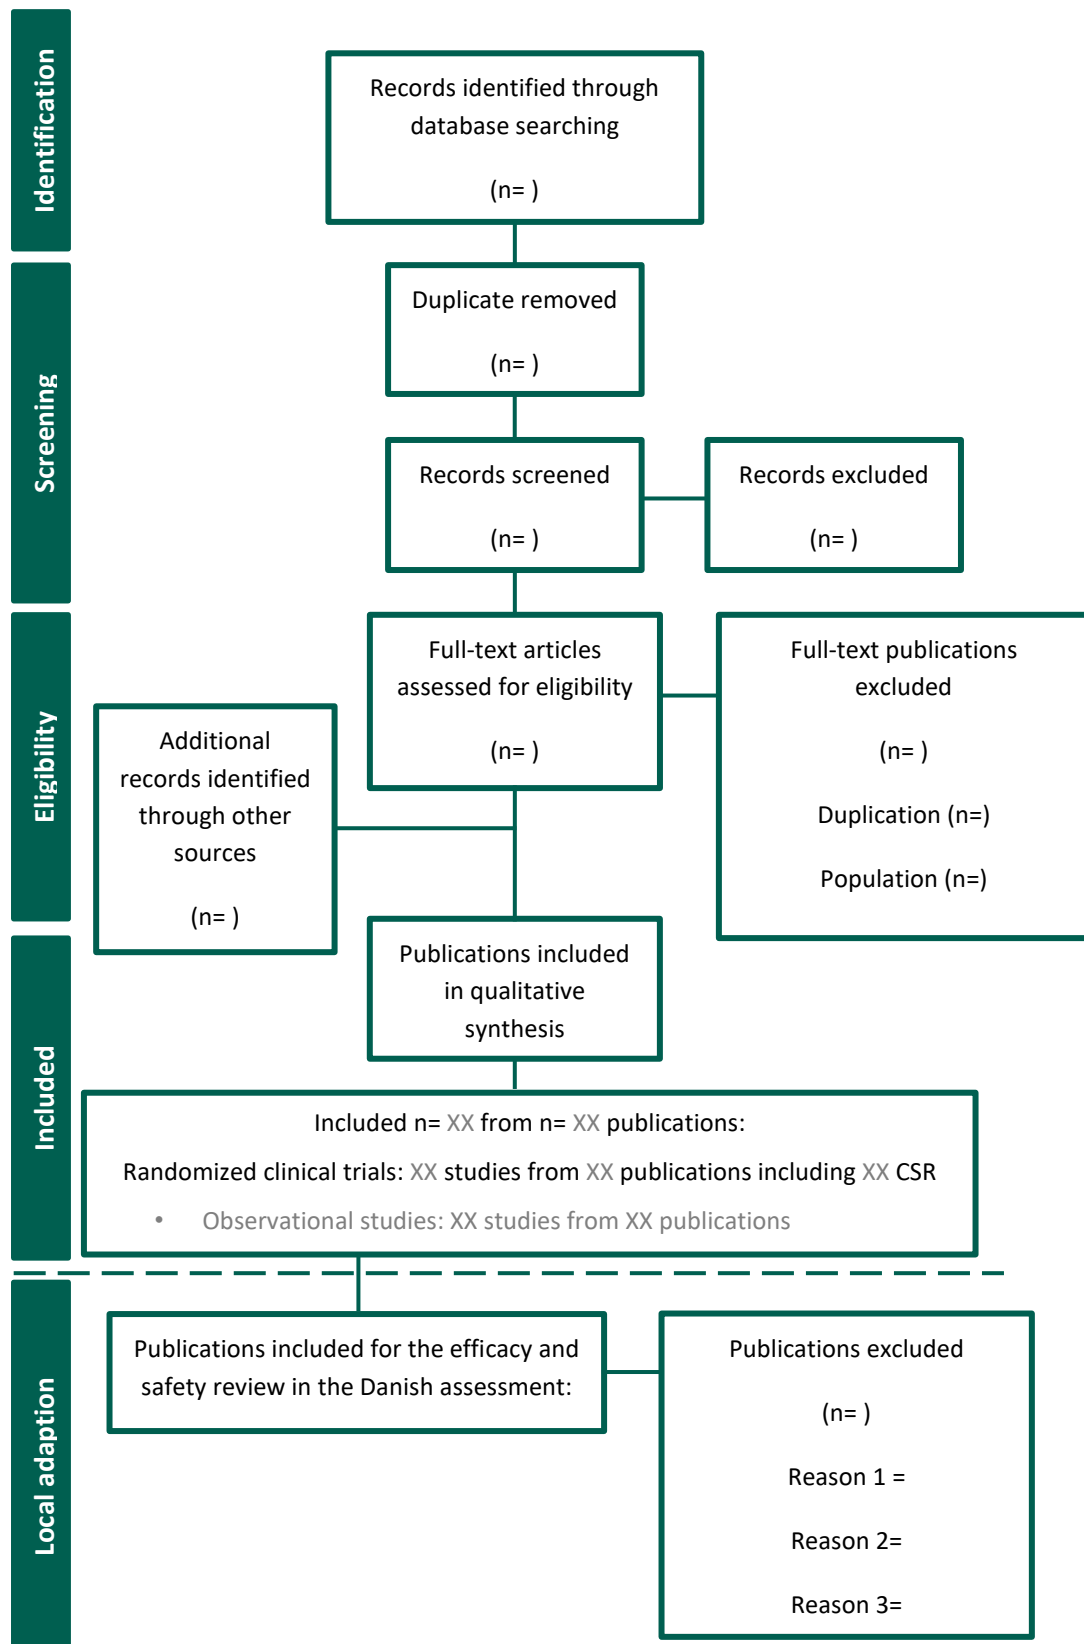 Identification
Records identified through
database searching
(n= )
Screening
Duplicate removed
(n= )
Records screened
(n= )
Records excluded
(n= )
Eligibility
Full-text articles
assessed for eligibility
(n= )
Full-text publications
excluded
(n= )
Duplication (n=)
Population (n=)
Additional
records identified
through other
sources
(n= )
Included
Publications included
in qualitative
synthesis
Included n= XX from n= XX publications:
Randomized clinical trials: XX studies from XX publications including XX CSR
• Observational studies: XX studies from XX publications
Local adaption
Publications included for the efficacy and
safety review in the Danish assessment:
Publications excluded
(n= )
Reason 1 =
Reason 2=
Reason 3=